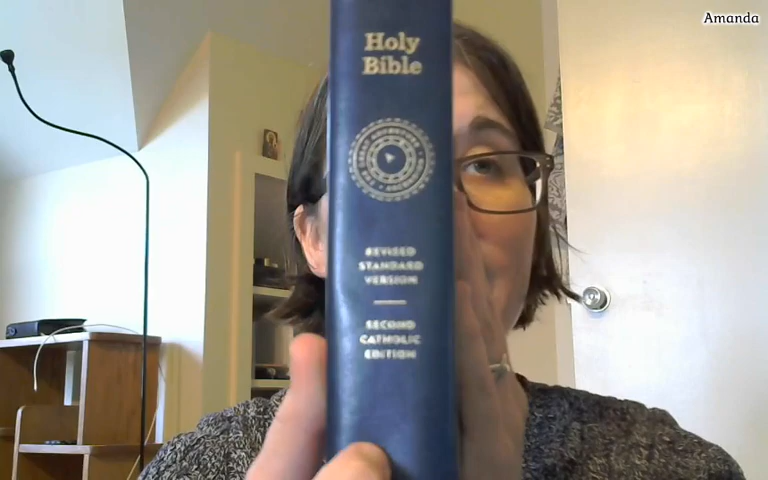 Amanda
Holy
Bible
REVISED
STANDARD
VERSION
SECOND
CATHOLIC
EDITION